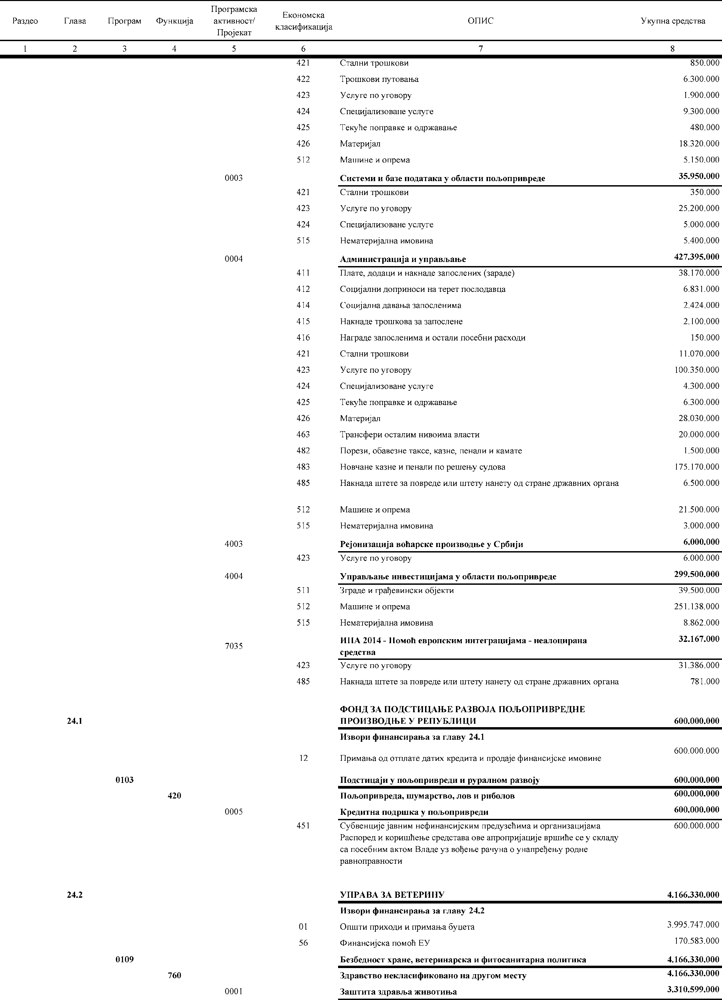 Раздео Глава Програм Функција Програмска активност/ Пројекат Економска класификација ОПИС Укупна средства
1 2 3 4 5 6 7 8
421 Стални трошкови 850.000
422 Трошкови путовања 6.300.000
423 Услуге по уговору 1.900.000
424 Специјализоване услуге 9.300.000
425 Текуће поправке и одржавање 480.000
426 Материјал 18.320.000
512 Машине и опрема 5.150.000
0003 Системи и базе података у области пољопривреде 35.950.000
421 Стални трошкови 350.000
423 Услуге по уговору 25.200.000
424 Специјализоване услуге 5.000.000
515 Нематеријална имовина 5.400.000
0004 Администрација и управљање 427.395.000
411 Плате, додаци и накнаде запослених (зараде) 38.170.000
412 Социјални доприноси на терет послодавца 6.831.000
414 Социјална давања запосленима 2.424.000
415 Накнаде трошкова за запослене 2.100.000
416 Награде запосленима и остали посебни расходи 150.000
421 Стални трошкови 11.070.000
423 Услуге по уговору 100.350.000
424 Специјализоване услуге 4.300.000
425 Текуће поправке и одржавање 6.300.000
426 Материјал 28.030.000
463 Трансфери осталим нивоима власти 20.000.000
482 Порези, обавезне таксе, казне, пенали и камате 1.500.000
483 Новчане казне и пенали по решењу судова 175.170.000
485 Накнада штете за повреде или штету нанету од стране државних органа 6.500.000
512 Машине и опрема 21.500.000
515 Нематеријална имовина 3.000.000
4003 Рејонизација воћарске производње у Србији 6.000.000
423 Услуге по уговору 6.000.000
4004 Управљање инвестицијама у области пољопривреде 299.500.000
511 Зграде и грађевински објекти 39.500.000
512 Машине и опрема 251.138.000
515 Нематеријална имовина 8.862.000
7035 ИПА 2014 - Помоћ европским интеграцијама - неалоцирана 32.167.000
средства
423 Услуге по уговору 31.386.000
485 Накнада штете за повреде или штету нанету од стране државних органа 781.000
ФОНД ЗА ПОДСТИЦАЊЕ РАЗВОЈА ПОЉОПРИВРЕДНЕ
24.1 ПРОИЗВОДЊЕ У РЕПУБЛИЦИ 600.000.000
Извори финансирања за главу 24.1
12 Примања од отплате датих кредита и продаје финансијске имовине 600.000.000
0103 Подстицаји у пољопривреди и руралном развоју 600.000.000
420 Пољопривреда, шумарство, лов и риболов 600.000.000
0005 Кредитна подршка у пољопривреди 600.000.000
451 Субвенције јавним нефинансијским предузећима и организацијама 600.000.000
Распоред и коришћење средстава ове апропријације вршиће се у складу
са посебним актом Владе уз вођење рачуна о унапређењу родне
равноправности
24.2 УПРАВА ЗА ВЕТЕРИНУ 4.166.330.000
Извори финансирања за главу 24.2
01 Општи приходи и примања буџета 3.995.747.000
56 Финансијска помоћ ЕУ 170.583.000
0109 Безбедност хране, ветеринарска и фитосанитарна политика 4.166.330.000
760 Здравство некласификовано на другом месту 4.166.330.000
0001 Заштита здравља животиња 3.310.599.000